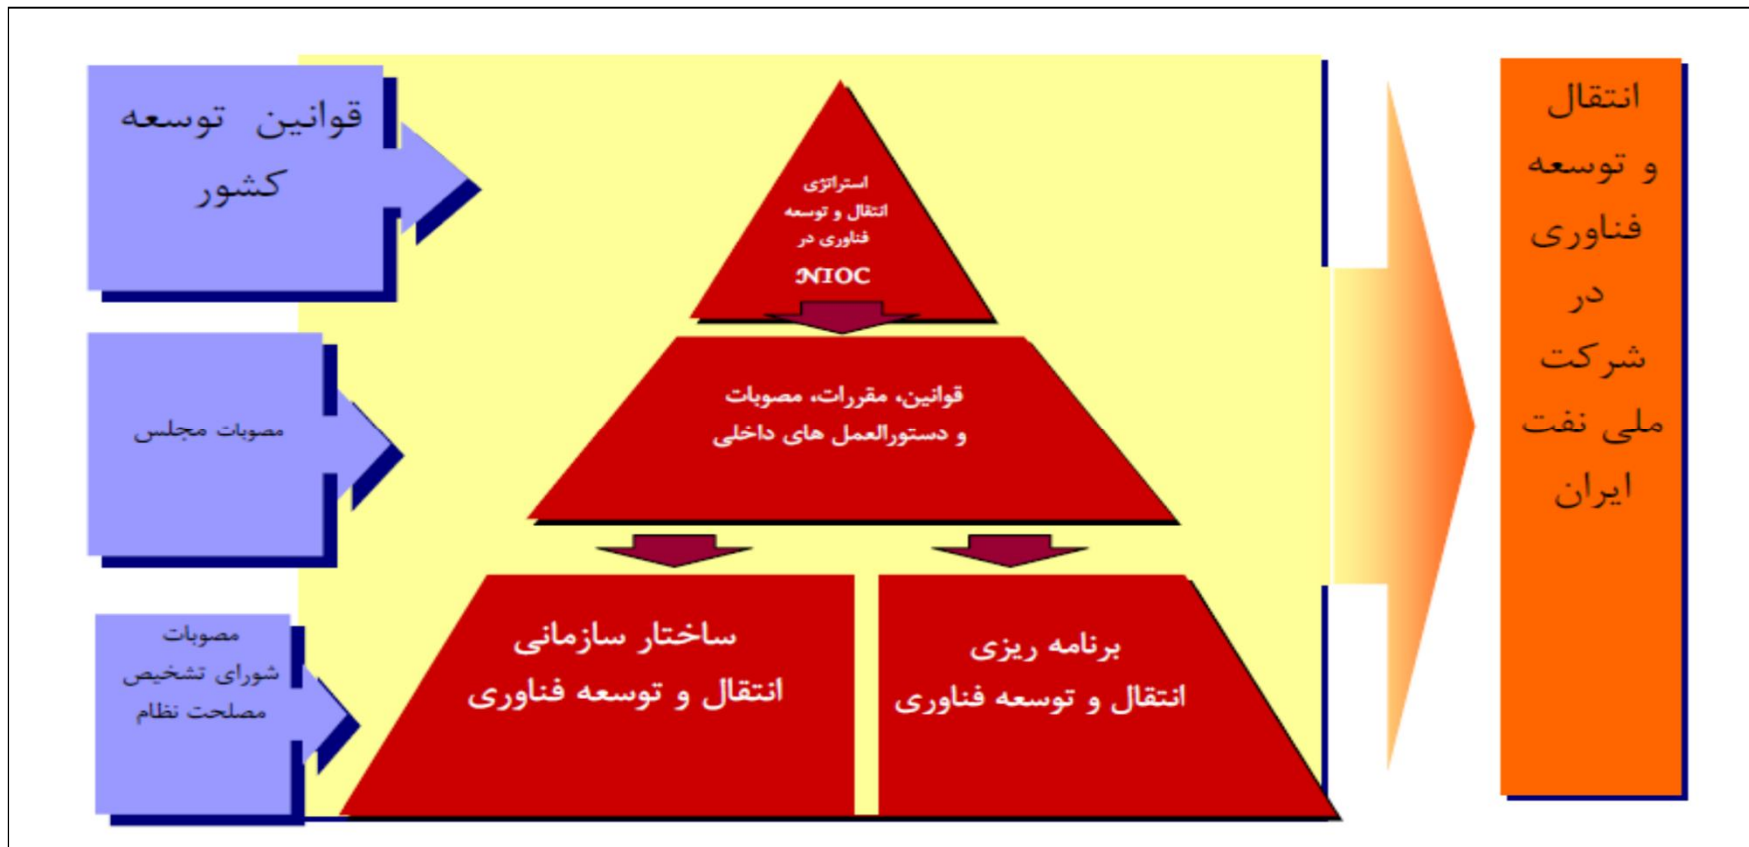 قوانین توسعه
کشور
مصوبات مجلس
مصوبات
شورای تشخیص
مصلحت نظام
استراتژی
انتقال و توسعه
فناوری در
NIOC
قوانین، مقررات، مصوبات
و دستورالعمل های داخلی
برنامه ریزی
انتقال و توسعه فناوری
ساختار سازمانی
انتقال و توسعه فناوری
انتقال
و توسعه
فناوری
در
شرکت
ملی نفت
ایران